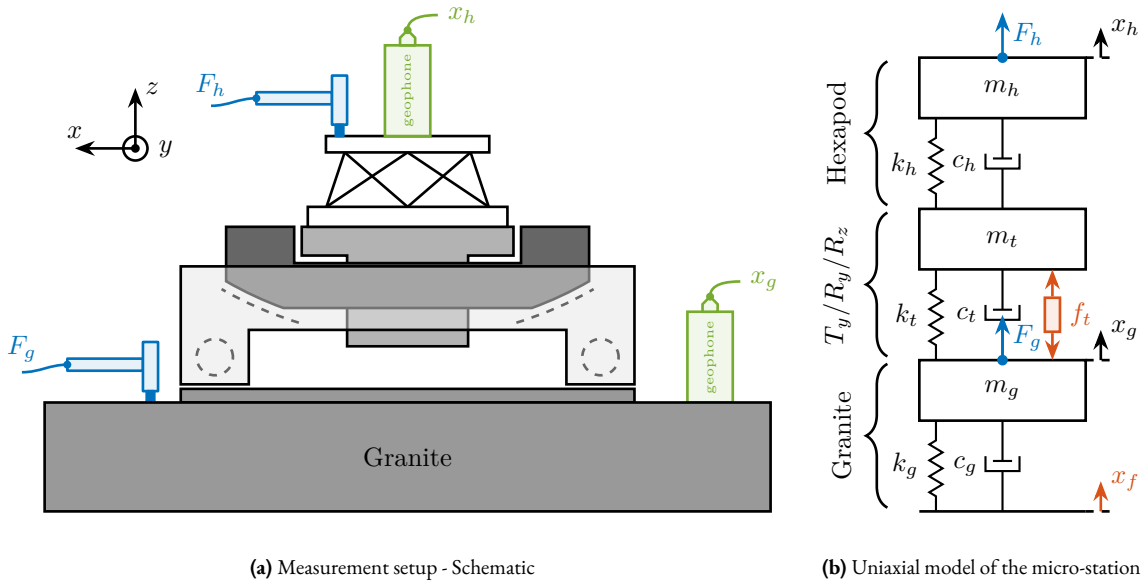 x_h
F_h
geophone
z
x
y
x_g
F_g
geophone
Granite
(a) Measurement setup - Schematic
F_h
x_h
m_h
Hexapod
k_h
c_h
m_t
T_y/R_y/R_z
k_t
c_t
f_t
F_g
x_g
m_g
Granite
k_g
c_g
x_f
(b) Uniaxial model of the micro-station